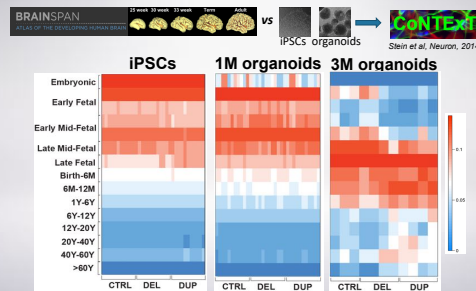 BRAINSPAN
ATLAS OF THE DEVELOPING HUMAN BRAIN
25 week 30 week 33 week Term Adult
vs
iPSCs organoids
CoNTExT
Stein et al, Neuron, 2014
iPSCs 1M organoids 3M organoids
Embryonic
Early Fetal
Early Mid-Fetal
Late Mid-Fetal
Late Fetal
Birth-6M
6M-12M
1Y-6Y
6Y-12Y
12Y-20Y
20Y-40Y
40Y-60Y
>60Y
0.1
0.05
0
CTRL DEL DUP CTRL DEL DUP CTRL DEL DUP